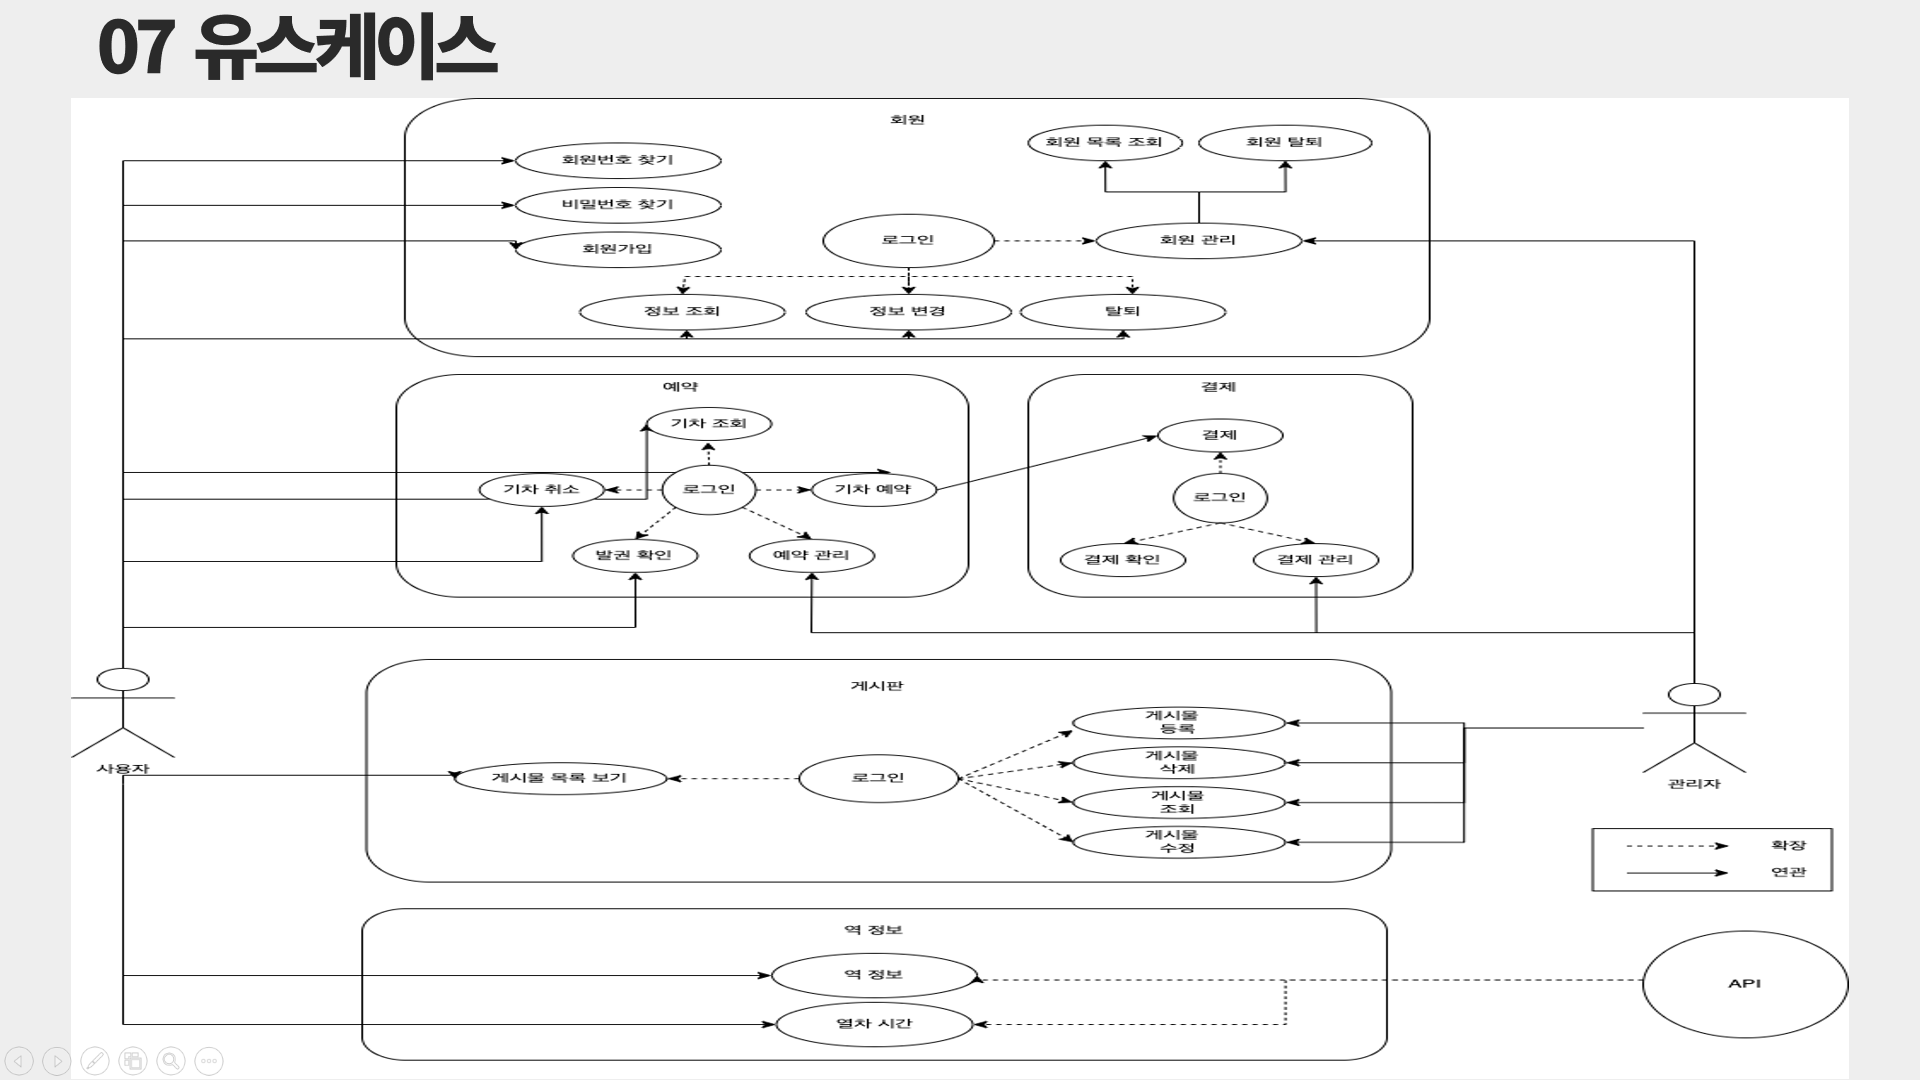 07 유스케이스
회원
회원번호 찾기
회원 목록 조회
회원 탈퇴
비밀번호 찾기
회원가입
로그인
회원 관리
정보 조회
정보 변경
탈퇴
예약
기차 조회
기차 취소
로그인
기차 예약
발권 확인
예약 관리
결제
결제
로그인
결제 확인
결제 관리
사용자
게시판
게시물 목록 보기
로그인
게시물
등록
게시물
삭제
게시물
조회
게시물
수정
관리자
확장
연관
역 정보
역 정보
열차 시간
API